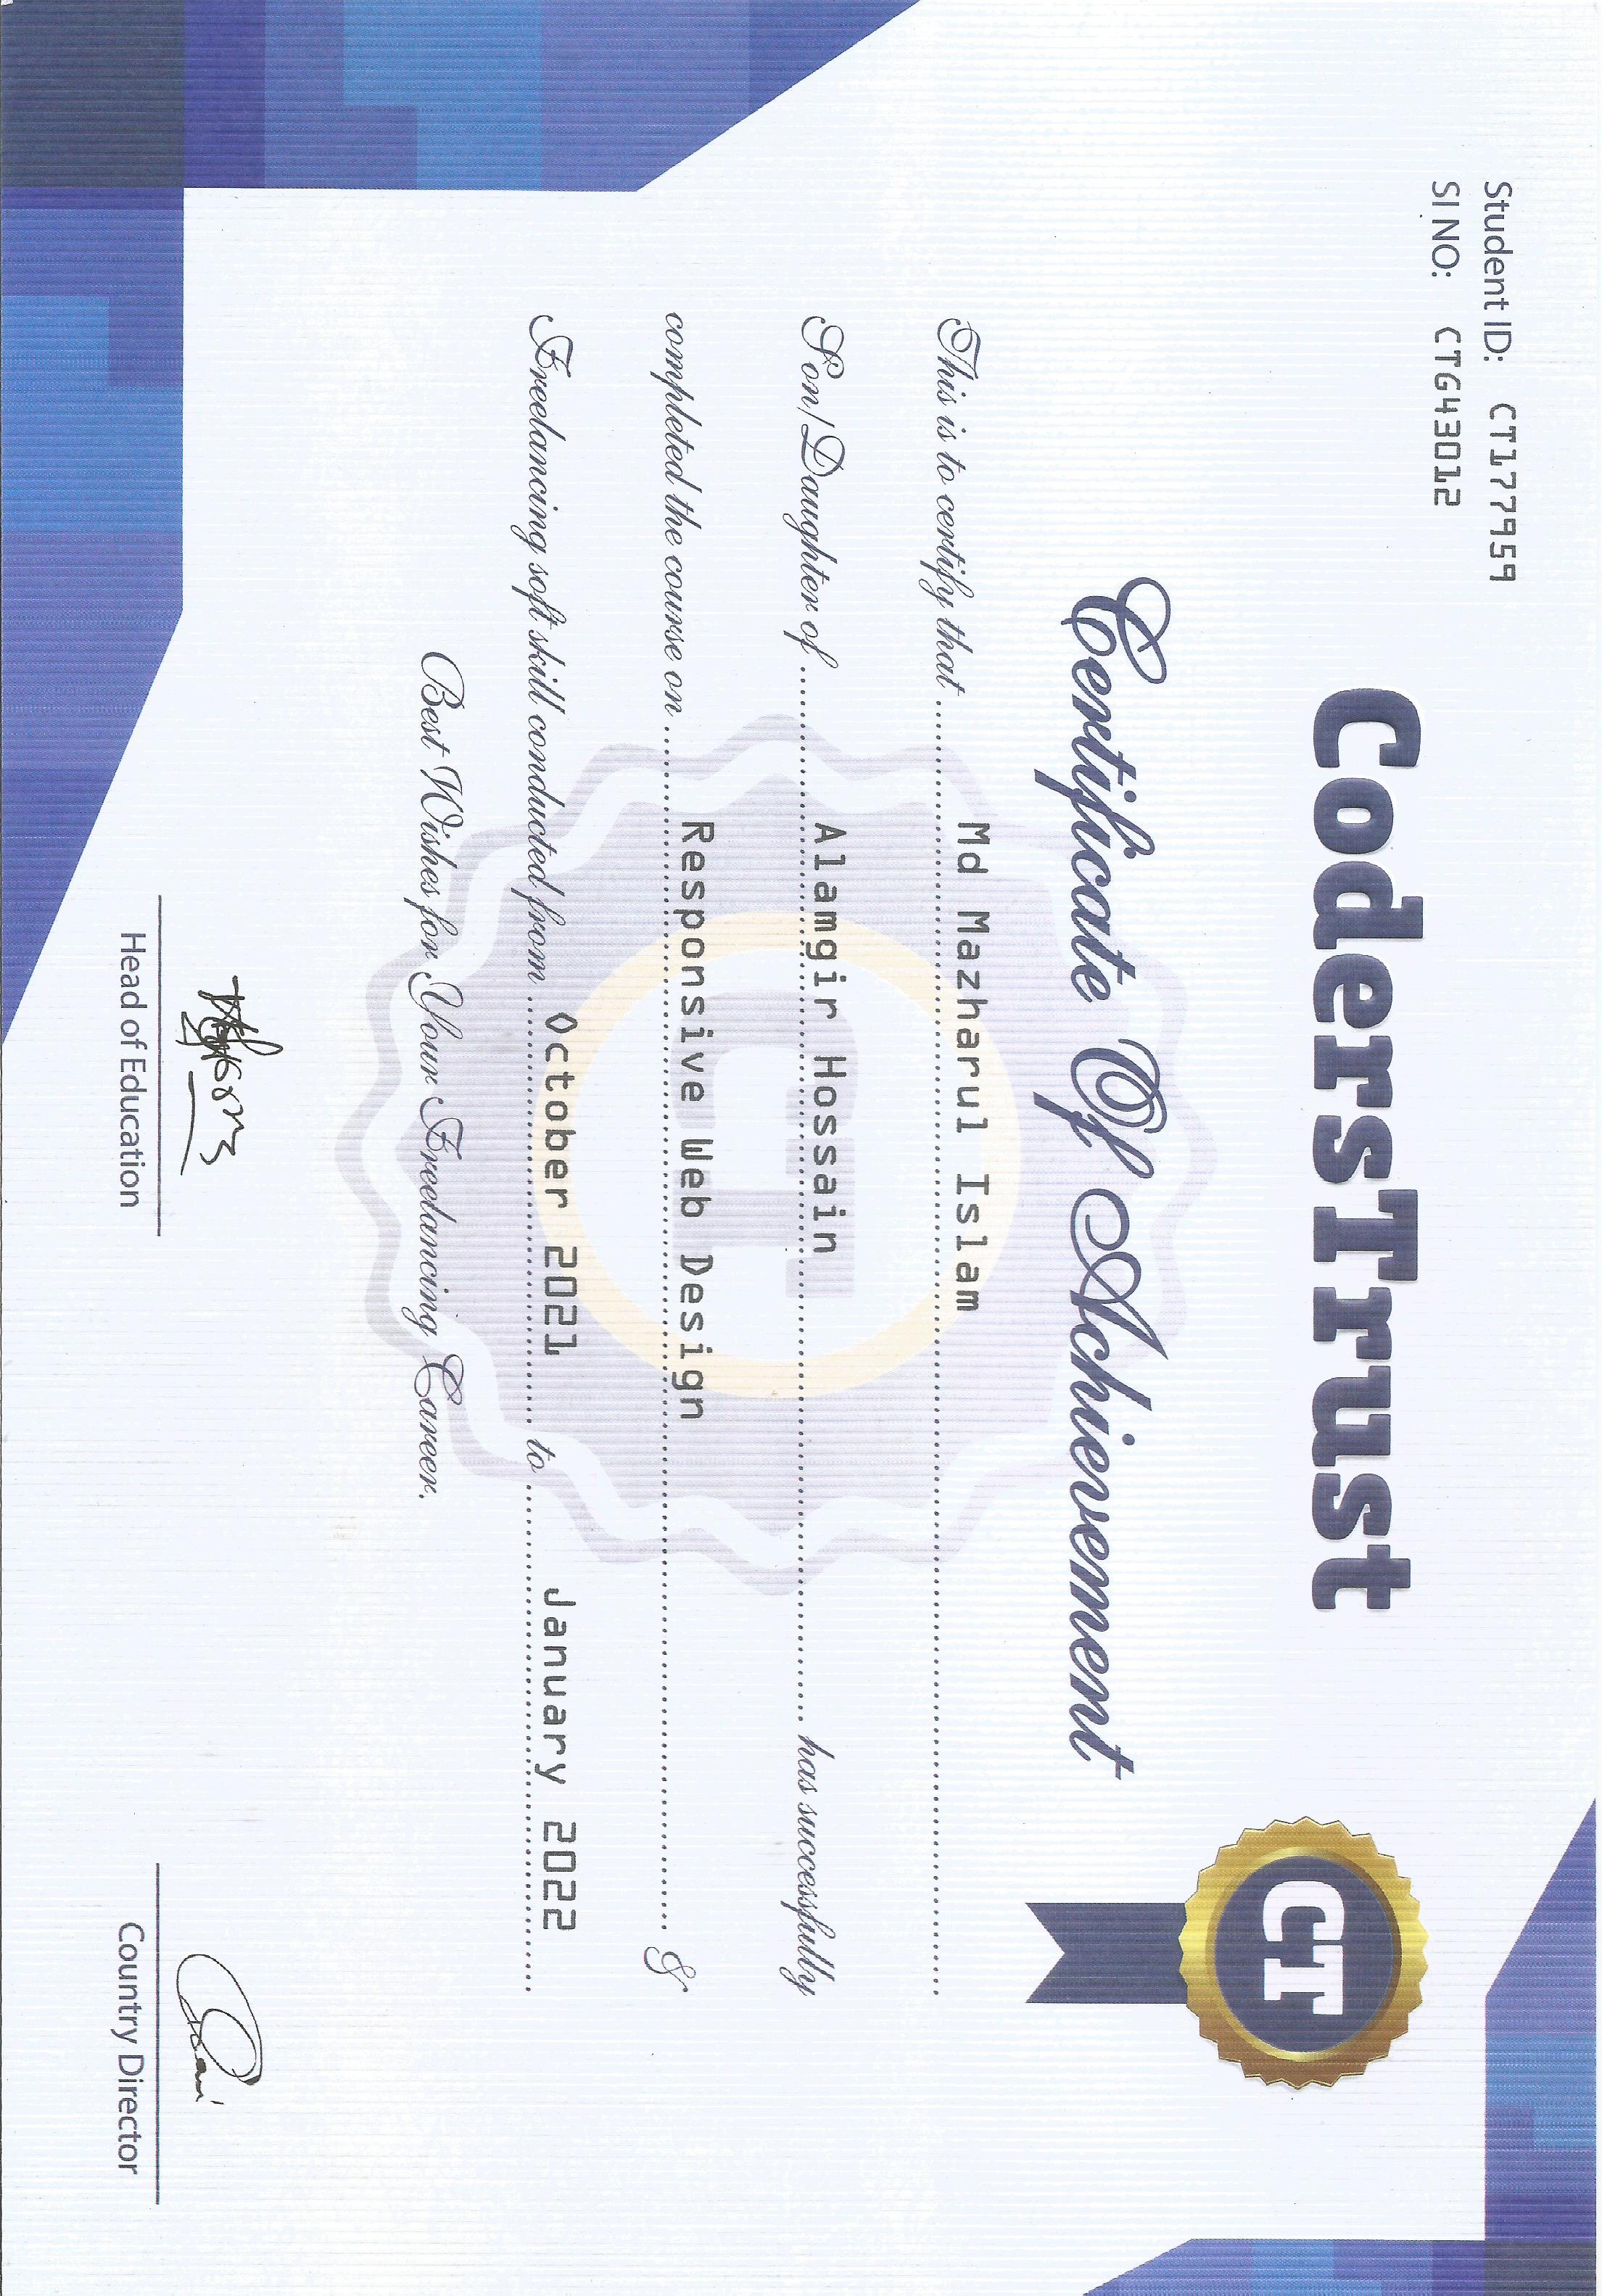 Student ID: CT177959
SI NO: CTG43012
CodersTrust
CT
Certificate Of Achievement
This is to certify that Md Mazharul Islam
Son/Daughter of Alamgir Hossain has successfully
CT
completed the course on Responsive Web Design &
Freelancing soft skill conducted from October 2021 to January 2022
Best Wishes for Your Freelancing Career.
Head of Education
Country Director